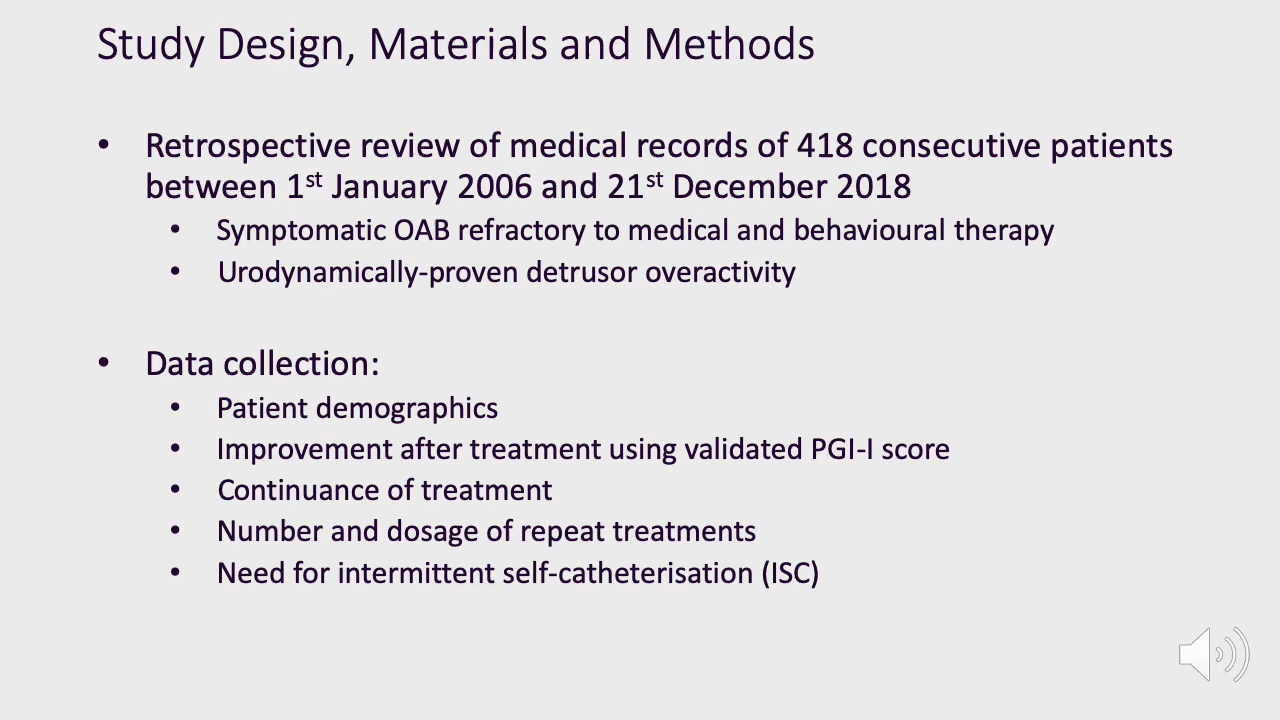 Study Design, Materials and Methods
• Retrospective review of medical records of 418 consecutive patients
between 1st January 2006 and 21st December 2018
• Symptomatic OAB refractory to medical and behavioural therapy
• Urodynamically-proven detrusor overactivity
• Data collection:
• Patient demographics
• Improvement after treatment using validated PGI-I score
• Continuance of treatment
• Number and dosage of repeat treatments
• Need for intermittent self-catheterisation (ISC)